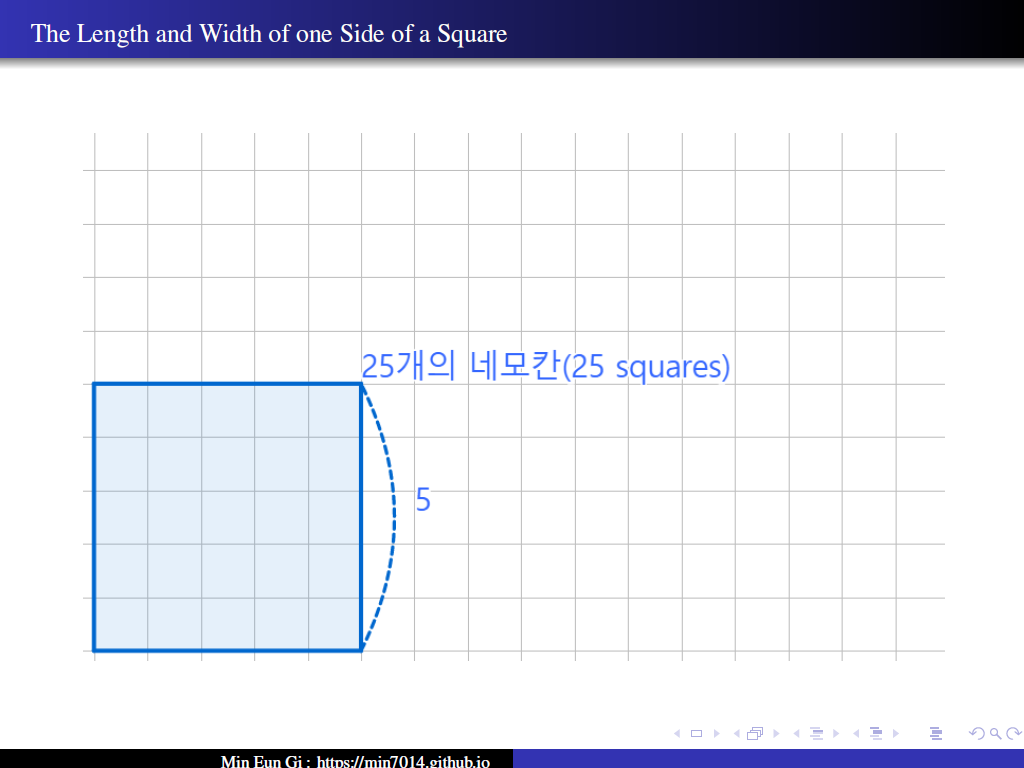 The Length and Width of one Side of a Square
25개의 네모칸(25 squares)
5
Min Eun Gi : https://min7014.github.io